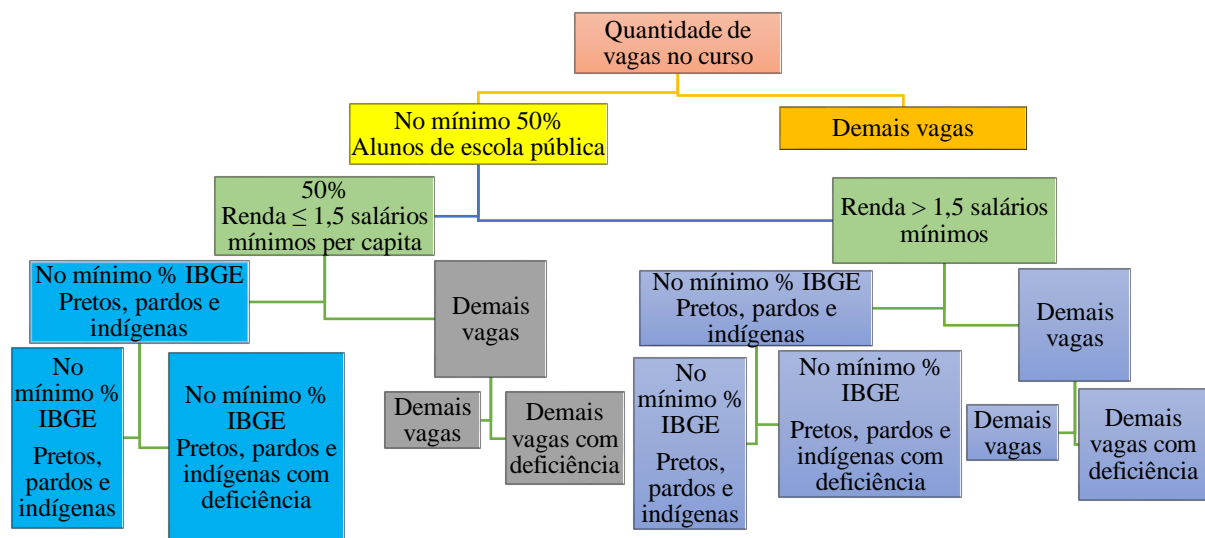 Quantidade de
vagas no curso
No mínimo 50%
Alunos de escola pública
Demais vagas
50%
Renda ≤ 1,5 salários
mínimos per capita
Renda > 1,5 salários
mínimos
No mínimo % IBGE
Pretos, pardos e
indígenas
Demais
vagas
No mínimo % IBGE
Pretos, pardos e
indígenas
Demais
vagas
No
mínimo %
IBGE
Pretos,
pardos e
indígenas
No mínimo %
IBGE
Pretos, pardos e
indígenas com
deficiência
Demais
vagas
Demais
vagas com
deficiência
No
mínimo %
IBGE
Pretos,
pardos e
indígenas
No mínimo %
IBGE
Pretos, pardos e
indígenas com
deficiência
Demais
vagas
Demais
vagas com
deficiência